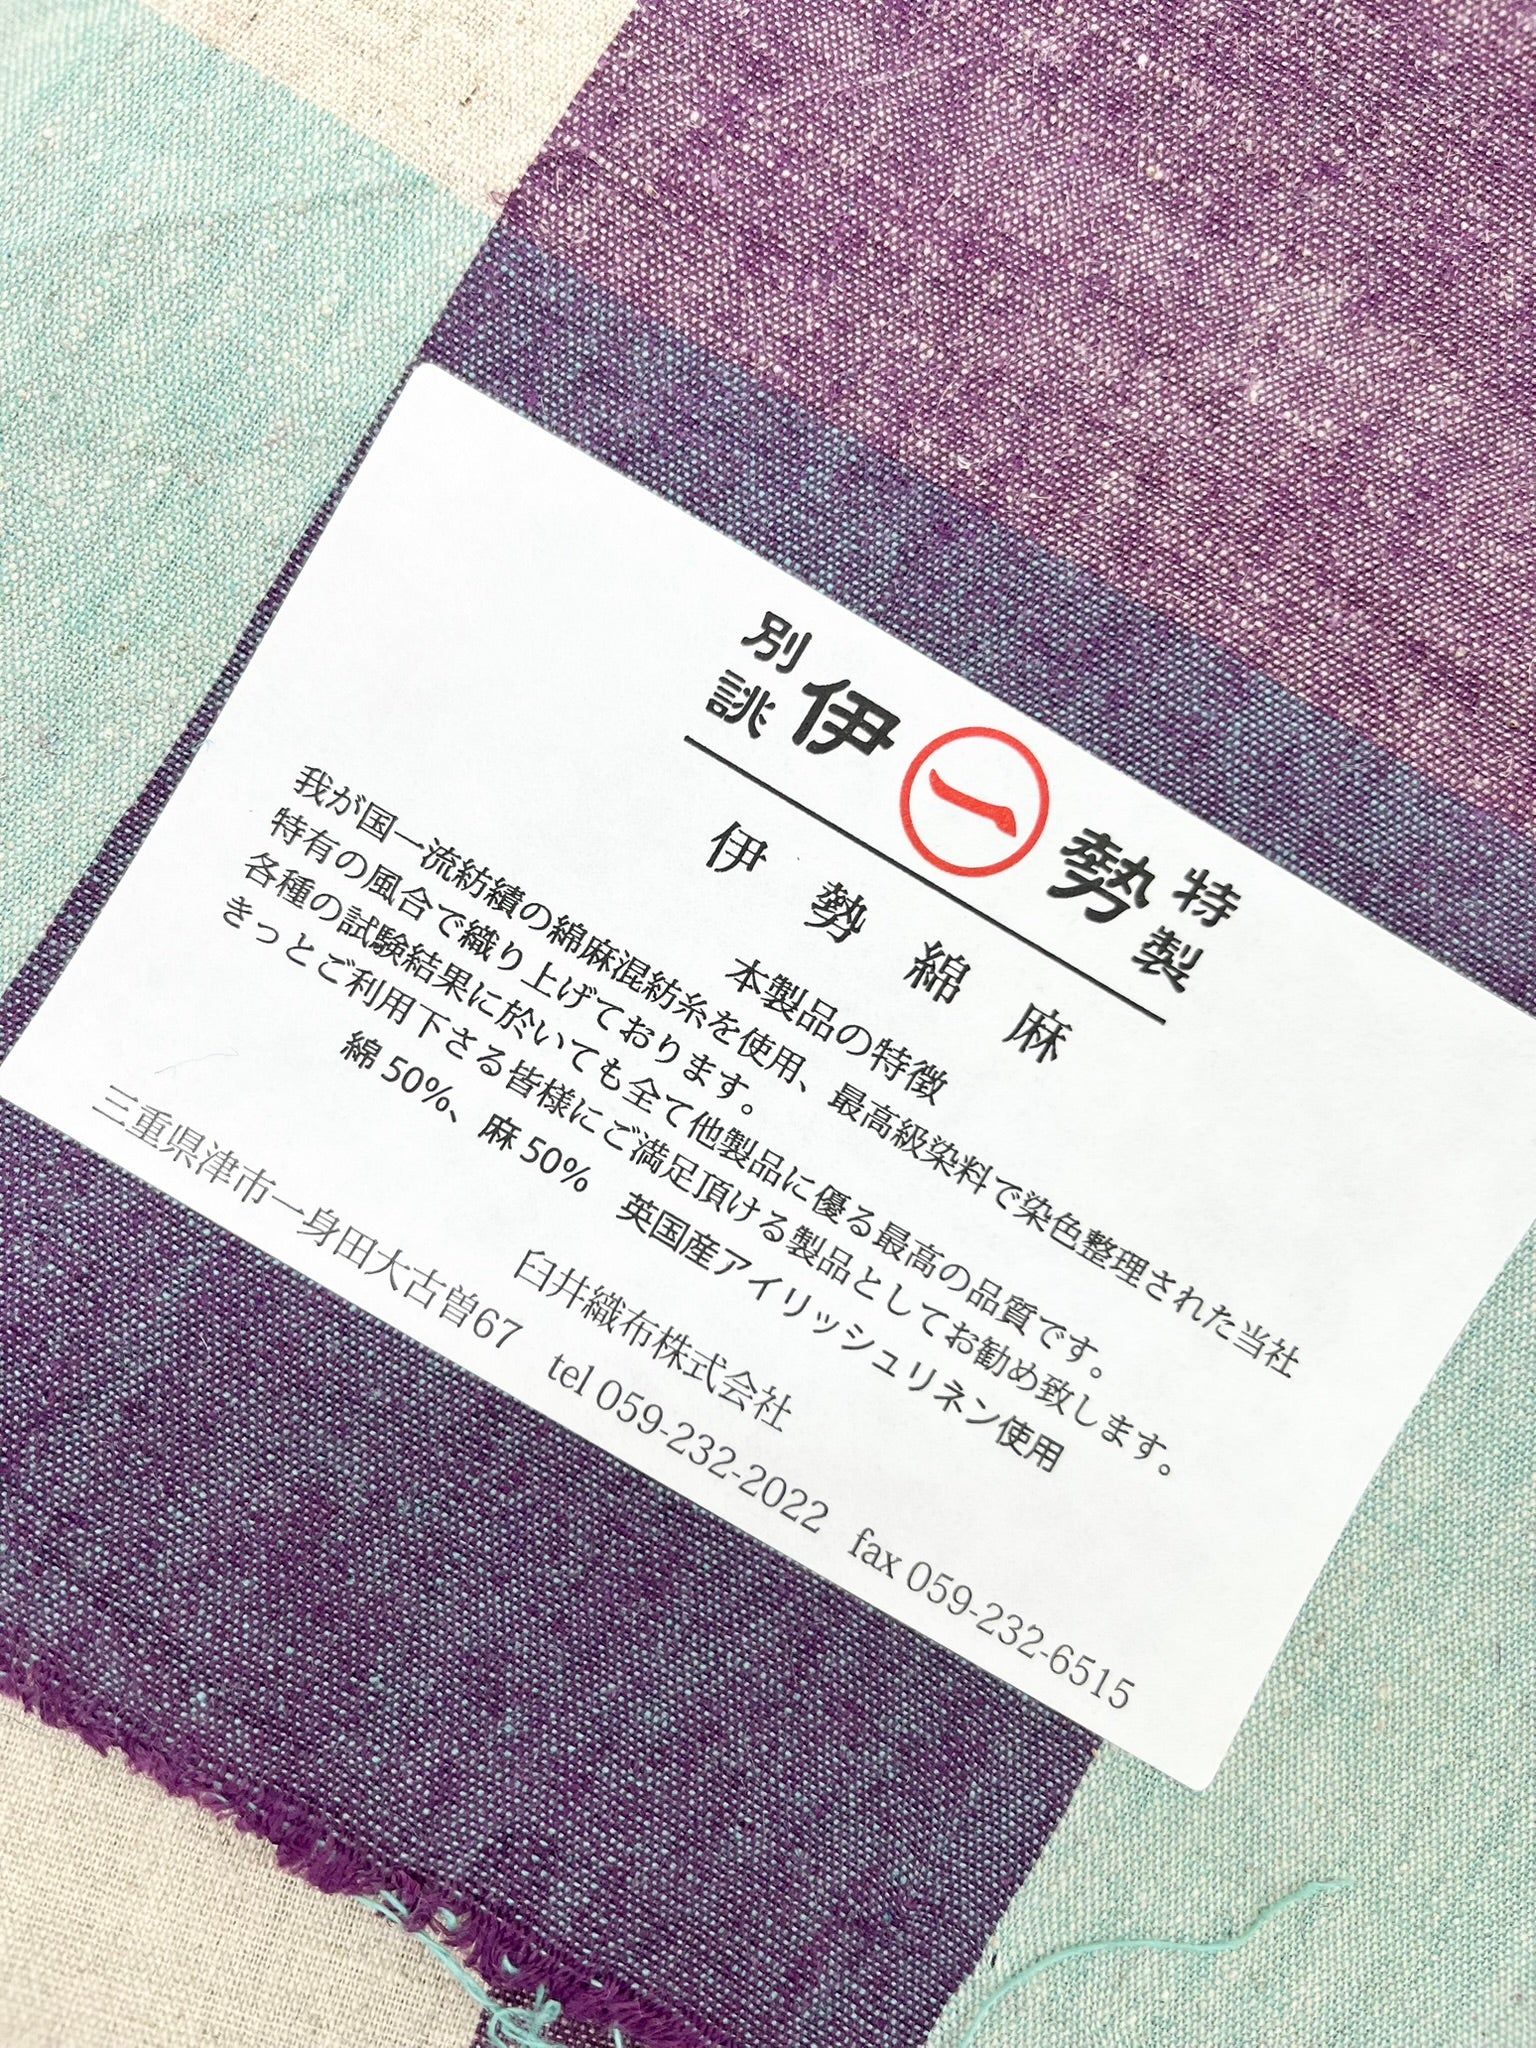 別誂 伊 一 勢 特製
伊勢綿麻
本製品の特徴
我が国一流紡績の綿麻混紡糸を使用、最高級染料で染色整理された当社
特有の風合で織り上げております。
各種の試験結果に於いても全て他製品に優る最高の品質です。
きっとご利用下さる皆様にご満足頂ける製品としてお勧め致します。
綿50%、麻50%　英国産アイリッシュリネン使用
臼井織布株式会社
三重県津市一身田大古曽67　tel 059-232-2022　fax 059-232-6515